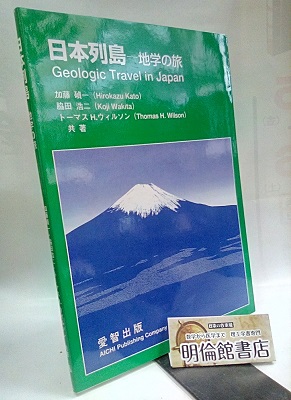 日本列島 地学の旅
Geologic Travel in Japan
加藤 碵一 (Hirokazu Kato)
脇田 浩二 (Koji Wakita)
トーマス H.ウィルソン (Thomas H. Wilson)
共 著
愛智出版
AICHI Publishing Company
明倫館書店